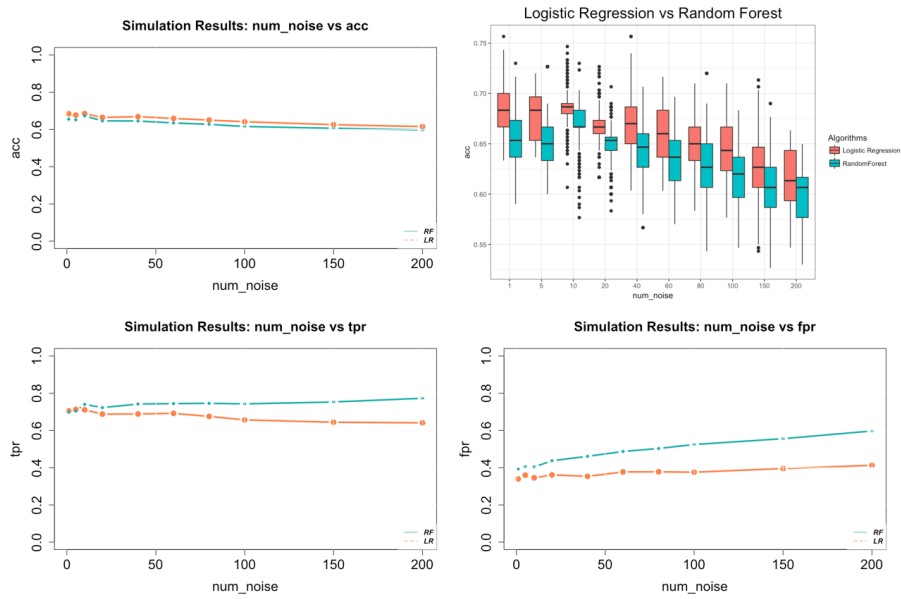 Simulation Results: num_noise vs acc
acc
0.0 0.2 0.4 0.6 0.8 1.0
0 50 100 150 200
num_noise
RF
LR
Logistic Regression vs Random Forest
acc
0.75
0.70
0.65
0.60
0.55
1 5 10 20 40 60 80 100 150 200
num_noise
Algorithms
Logistic Regression
RandomForest
Simulation Results: num_noise vs tpr
tpr
0.0 0.2 0.4 0.6 0.8 1.0
0 50 100 150 200
num_noise
RF
LR
Simulation Results: num_noise vs fpr
fpr
0.0 0.2 0.4 0.6 0.8 1.0
0 50 100 150 200
num_noise
RF
LR